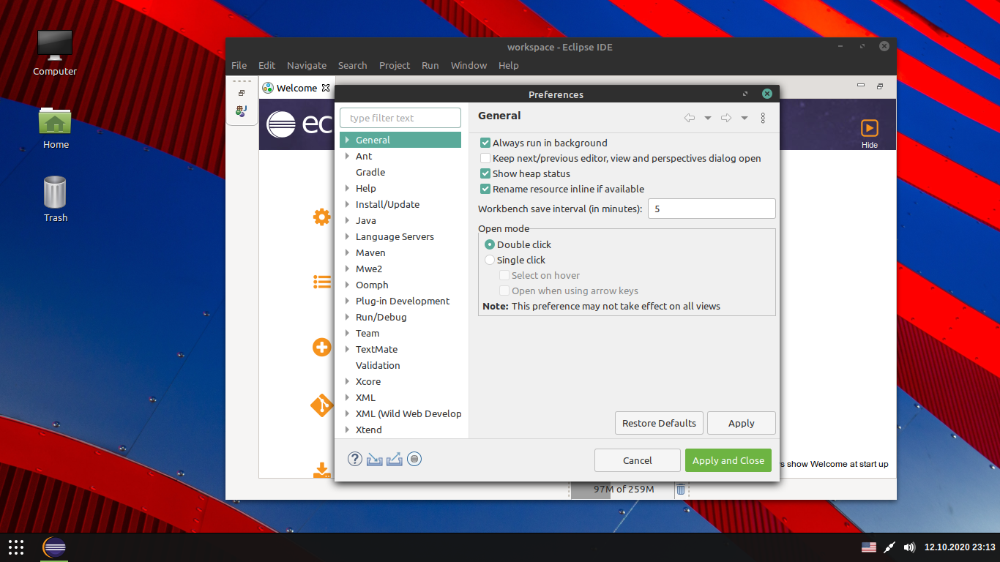 Computer
Home
Trash
workspace - Eclipse IDE
File Edit Navigate Search Project Run Window Help
Welcome
ec
Hide
Preferences
type filter text
General
Ant
Gradle
Help
Install/Update
Java
Language Servers
Maven
Mwe2
Oomph
Plug-in Development
Run/Debug
Team
TextMate
Validation
Xcore
XML
XML (Wild Web Develop
Xtend
General
Always run in background
Keep next/previous editor, view and perspectives dialog open
Show heap status
Rename resource inline if available
Workbench save interval (in minutes): 5
Open mode
Double click
Single click
Select on hover
Open when using arrow keys
Note: This preference may not take effect on all views
Restore Defaults Apply
Cancel Apply and Close
s show Welcome at start up
97M of 259M
12.10.2020 23:13